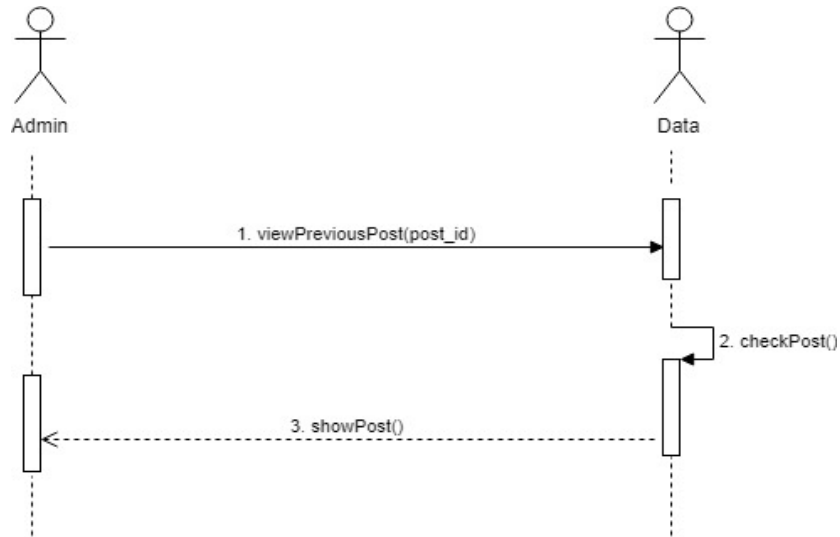 Admin
Data
1. viewPreviousPost(post_id)
2. checkPost()
3. showPost()